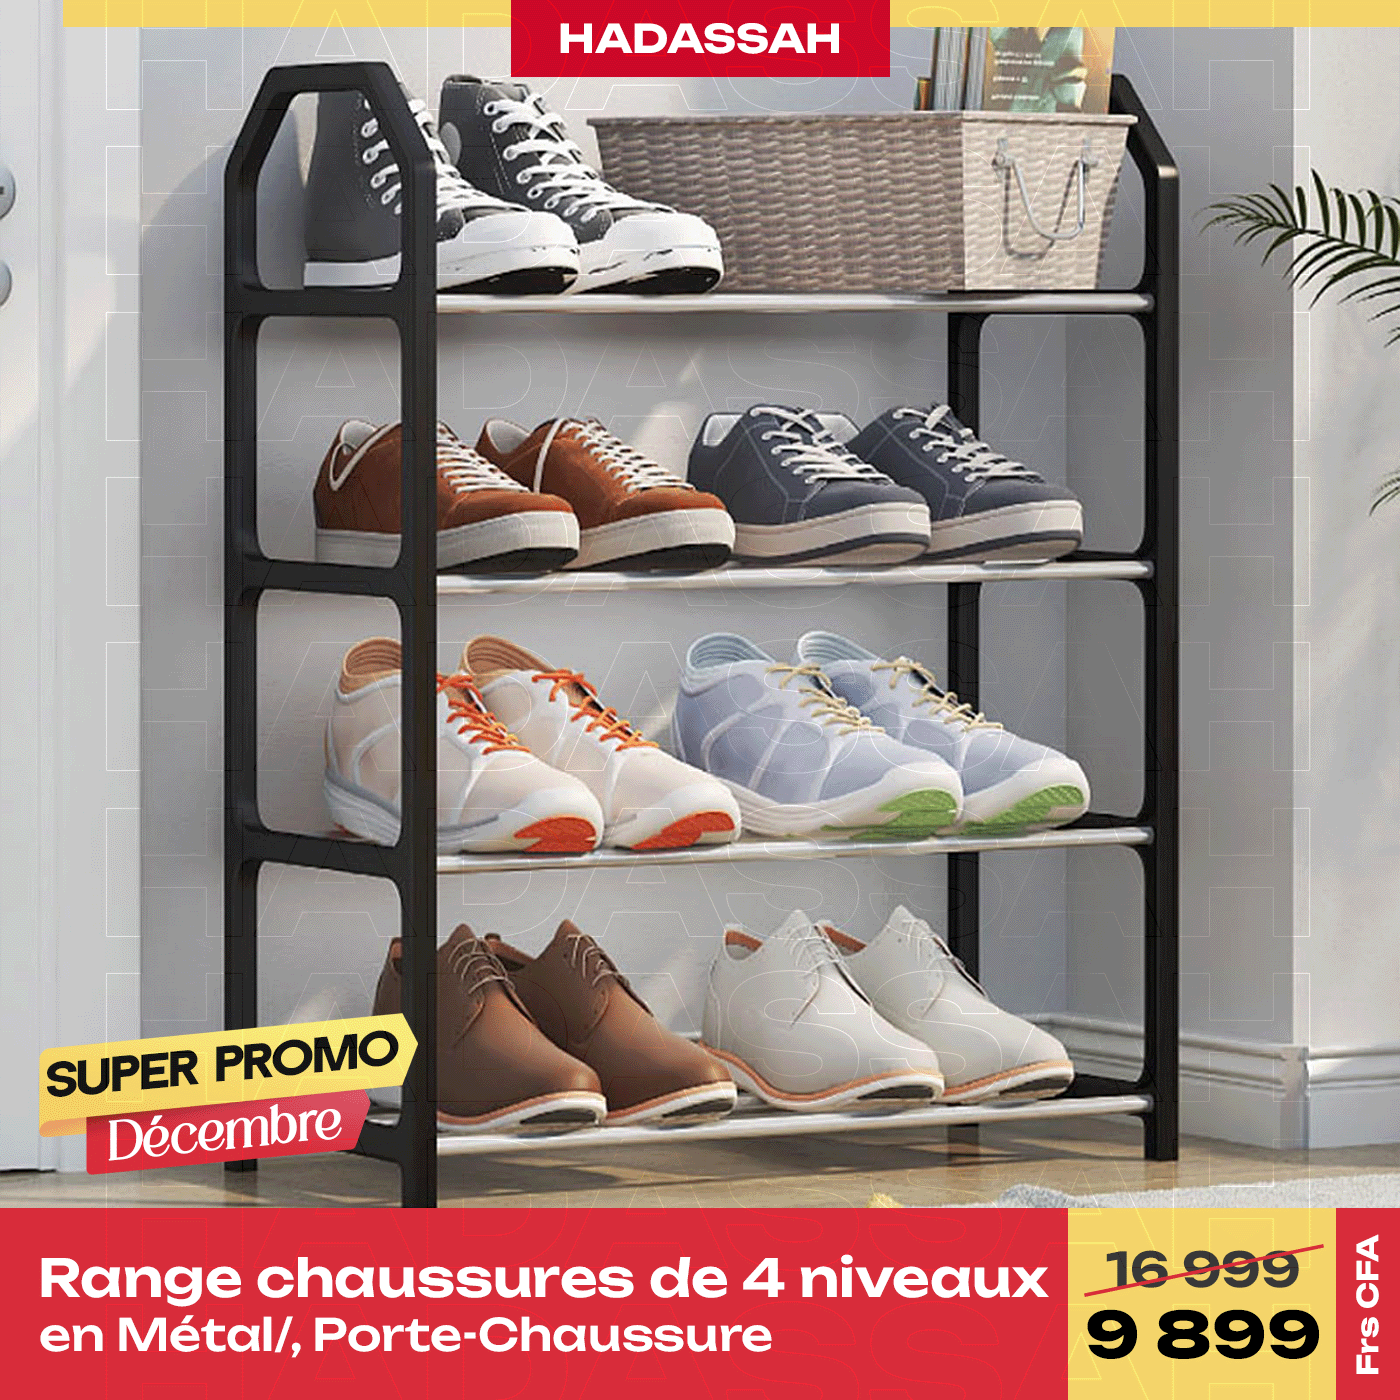 HADASSAH
SUPER PROMO
Décembre
Range chaussures de 4 niveaux
en Métal/, Porte-Chaussure
16 999
9 899
Frs CFA